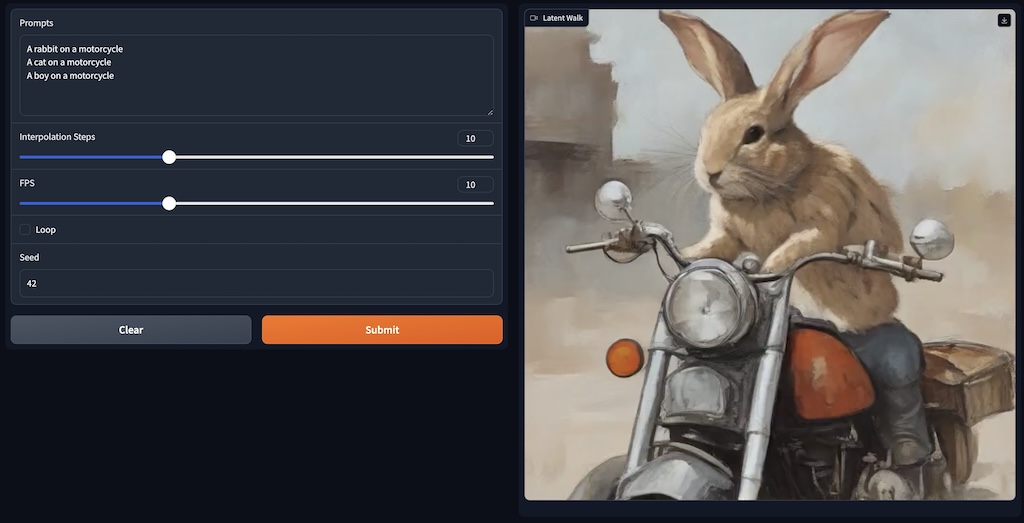 Prompts
A rabbit on a motorcycle
A cat on a motorcycle
A boy on a motorcycle
Interpolation Steps
10
FPS
10
Loop
Seed
42
Clear
Submit
Latent Walk